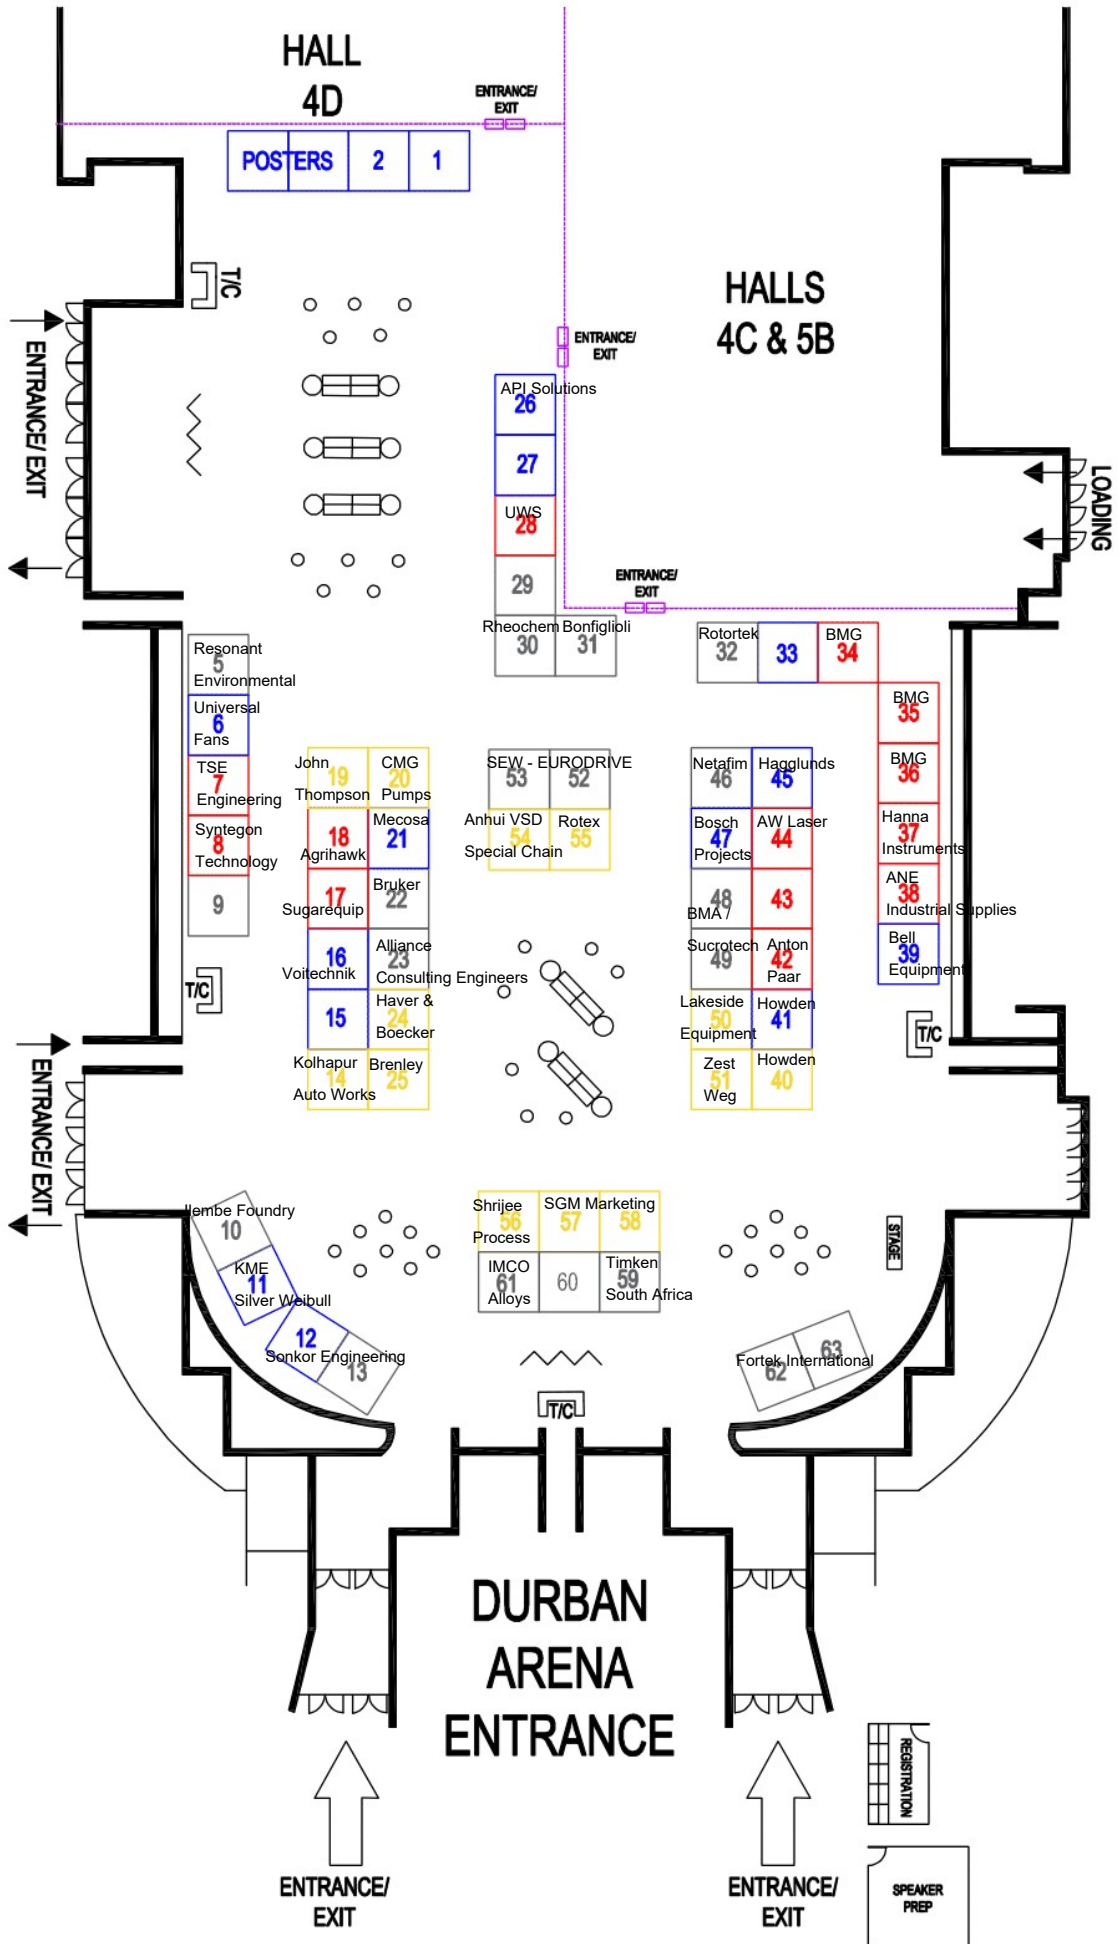 HALL
4D
ENTRANCE/
EXIT
POSTERS
2
1
T/C
HALLS
4C & 5B
ENTRANCE/
EXIT
ENTRANCE/ EXIT
API Solutions
26
27
UWS
28
29
LOADING
ENTRANCE/
EXIT
Rheochem
30
Bonfiglioli
31
Rotortek
32
33
BMG
34
BMG
35
BMG
36
Hanna
37
Instruments
ANE
38
Industrial Supplies
Bell
39
Equipment
Resonant
5
Environmental
Universal
6
Fans
TSE
7
Engineering
Syntegon
8
Technology
9
T/C
John
19
Thompson
CMG
20
Pumps
18
Agrihawk
Mecosa
21
17
Sugarequip
Bruker
22
16
Voitechnik
Alliance
23
Consulting Engineers
15
Haver &
24
Boecker
Kolhapur
14
Auto Works
Brenley
25
SEW - EURODRIVE
53
52
Anhui VSD
54
Special Chain
Rotex
55
Netafim
46
Hagglunds
45
Bosch
47
Projects
AW Laser
44
48
BMA /
43
Sucrotech
49
Anton
42
Paar
Lakeside
50
Equipment
Howden
41
Zest
51
Weg
Howden
40
T/C
ENTRANCE/ EXIT
Ilembe Foundry
10
KME
11
Silver Weibull
12
Sonkor Engineering
13
Shrijee
56
Process
SGM Marketing
57
58
IMCO
61
Alloys
60
Timken
59
South Africa
STAGE
Fortek International
62
63
T/C
DURBAN
ARENA
ENTRANCE
REGISTRATION
ENTRANCE/
EXIT
ENTRANCE/
EXIT
SPEAKER
PREP